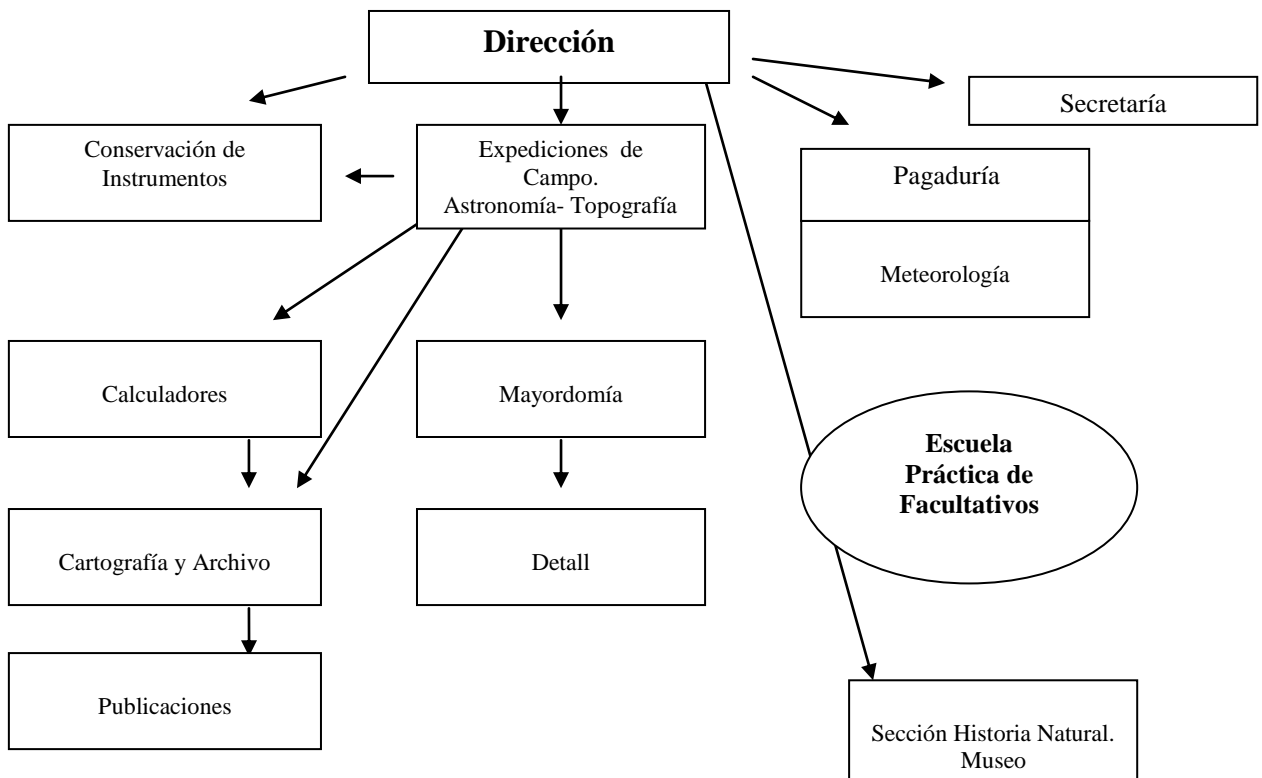 Dirección
Secretaría
Conservación de
Instrumentos
Expediciones de
Campo.
Astronomía- Topografía
Pagaduría
Meteorología
Calculadores
Mayordomía
Escuela
Práctica de
Facultativos
Cartografía y Archivo
Detall
Publicaciones
Sección Historia Natural.
Museo